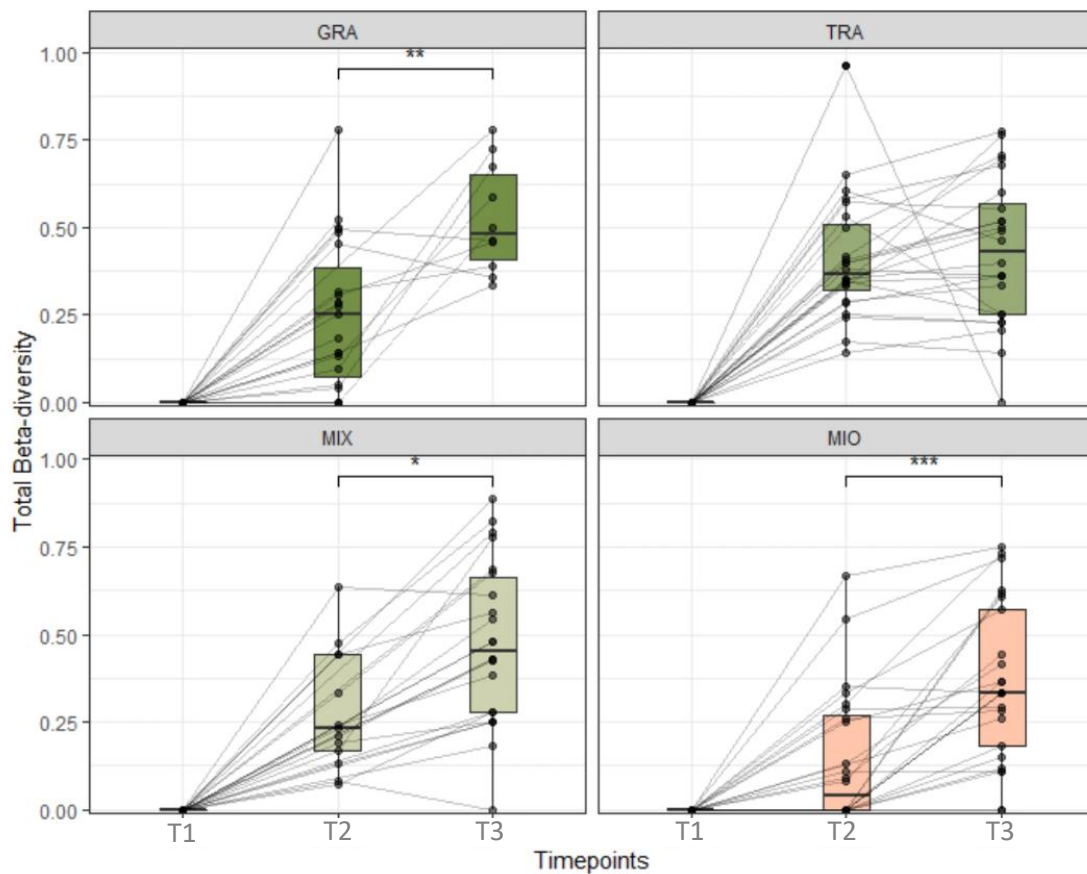 GRA
TRA
1.00
0.75
0.50
0.25
0.00
**
MIX
MIO
1.00
0.75
0.50
0.25
0.00
*
***
Total Beta-diversity
T1 T2 T3 T1 T2 T3
Timepoints